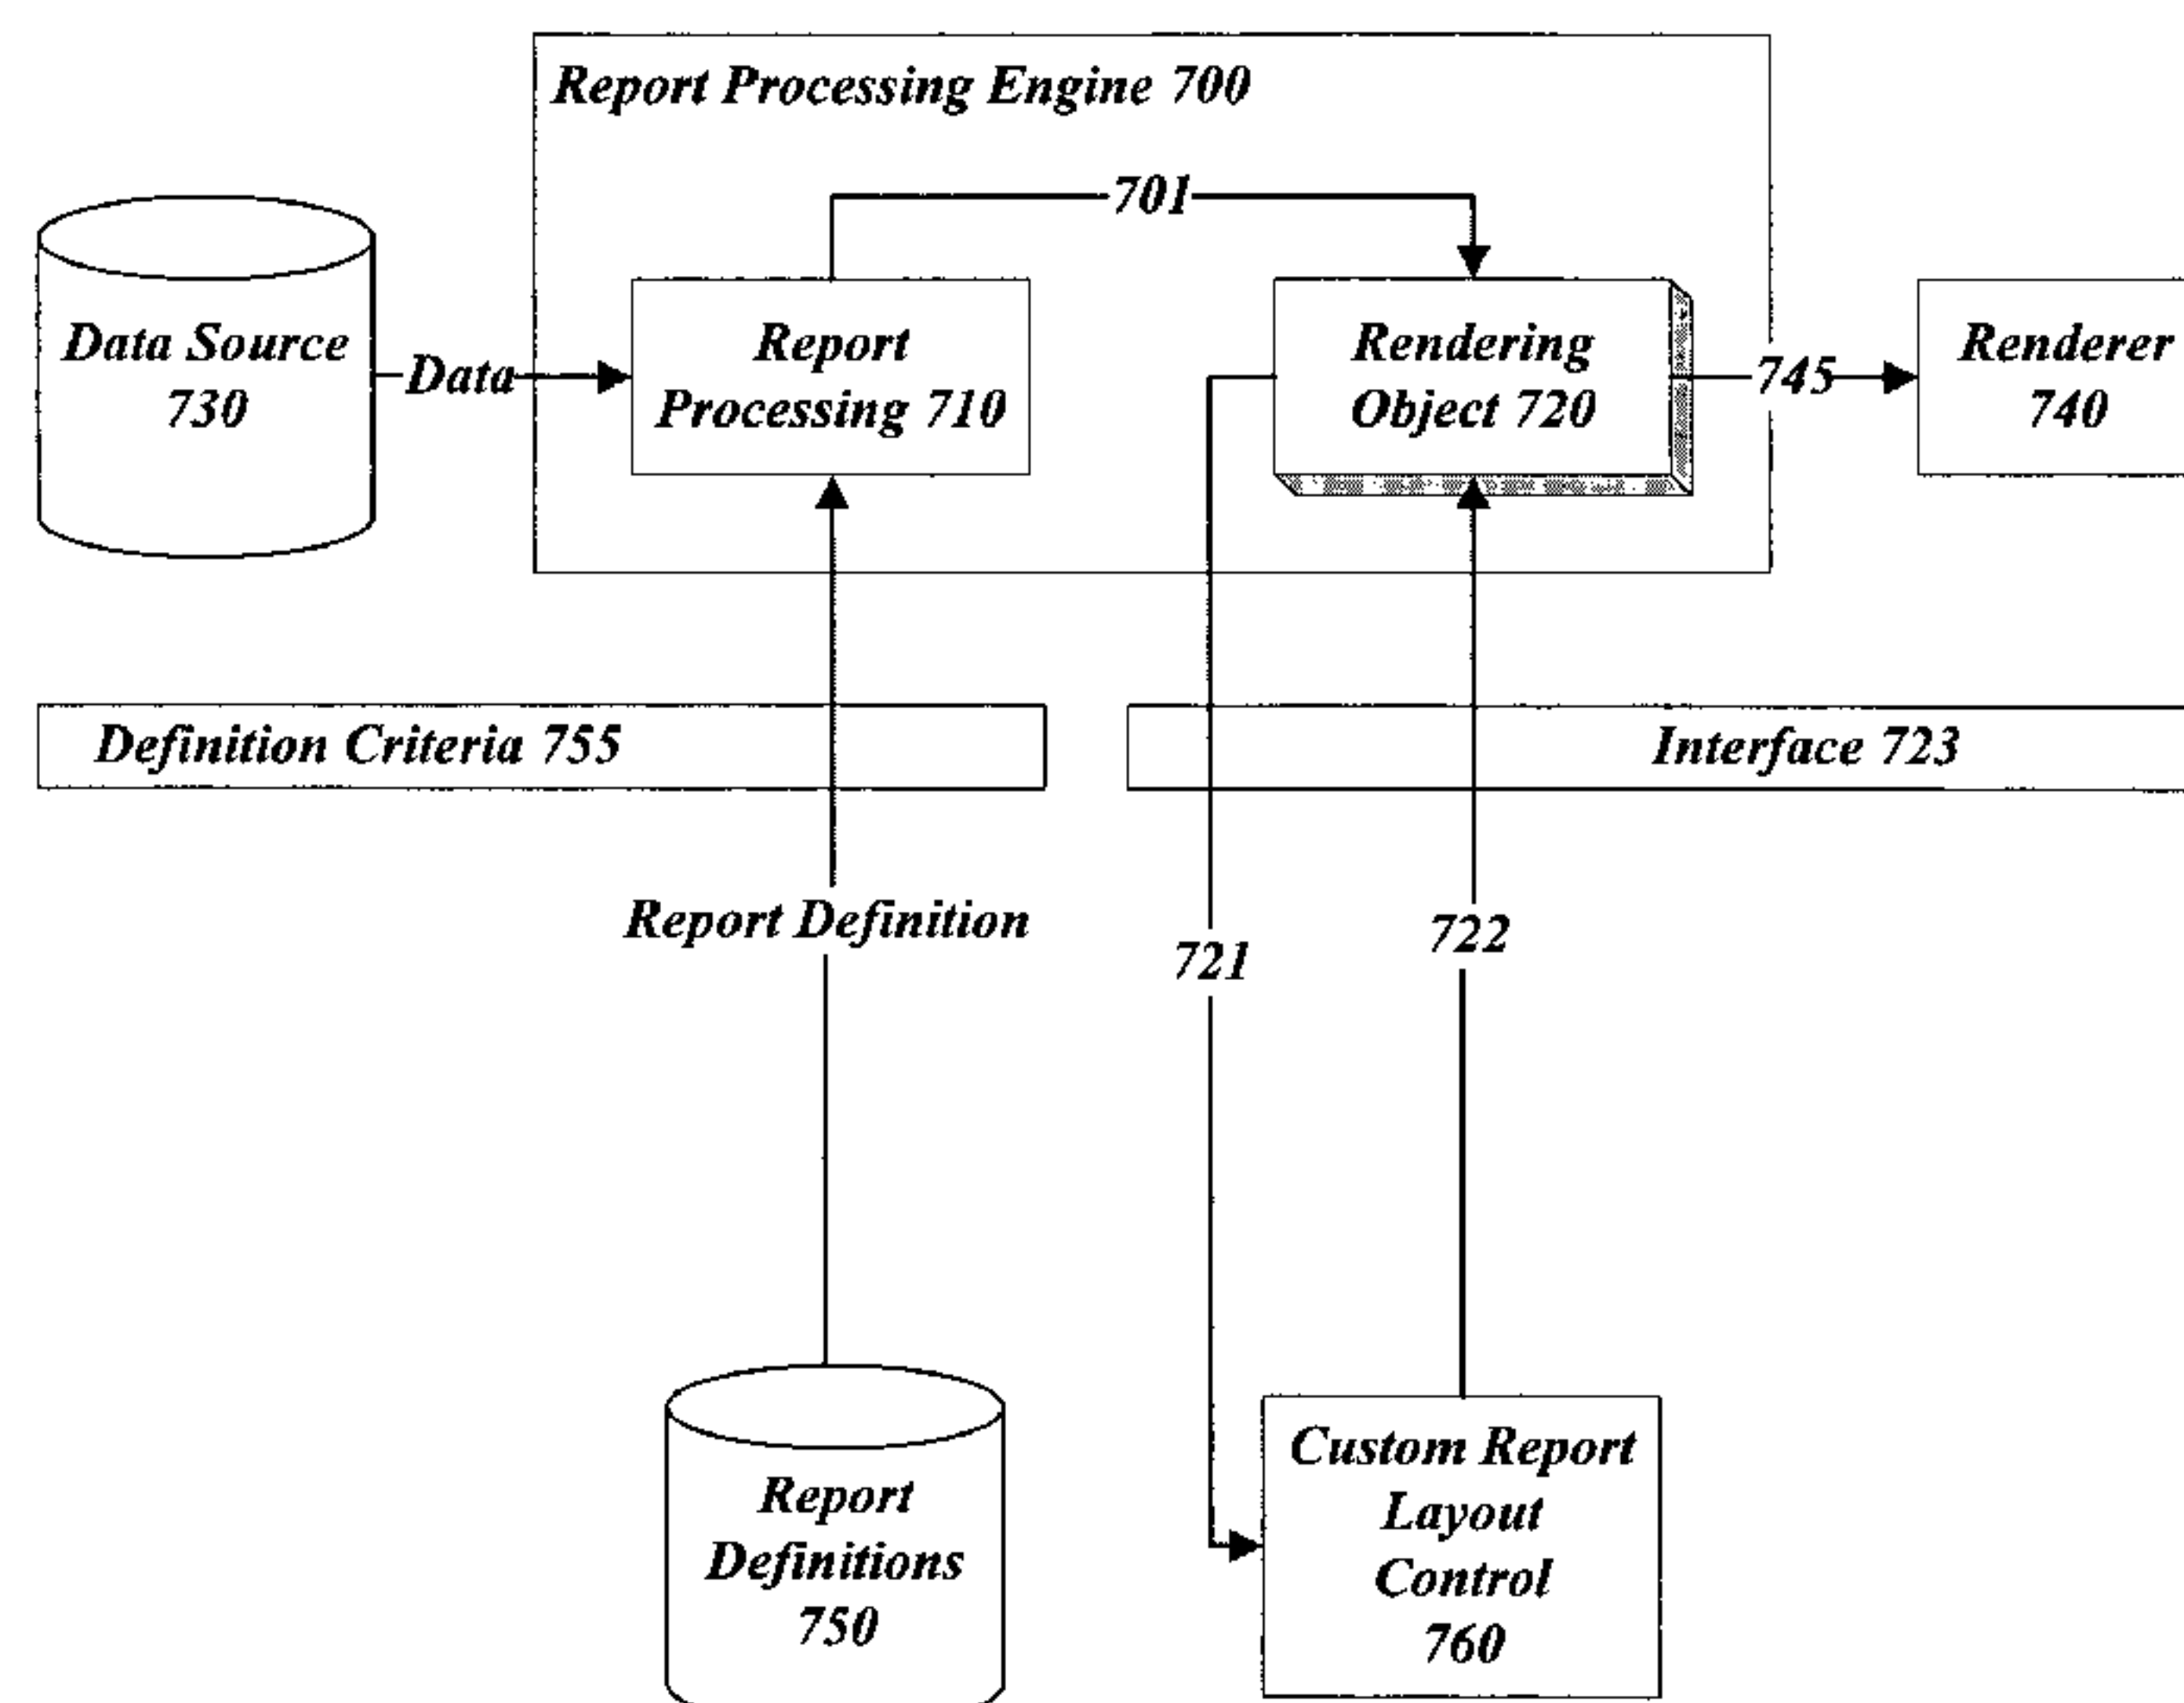 Report Processing Engine 700
701
Data Source
730
Data
Report
Processing 710
Rendering
Object 720
745
Renderer
740
Definition Criteria 755
Interface 723
Report Definition
721
722
Report
Definitions
750
Custom Report
Layout
Control
760